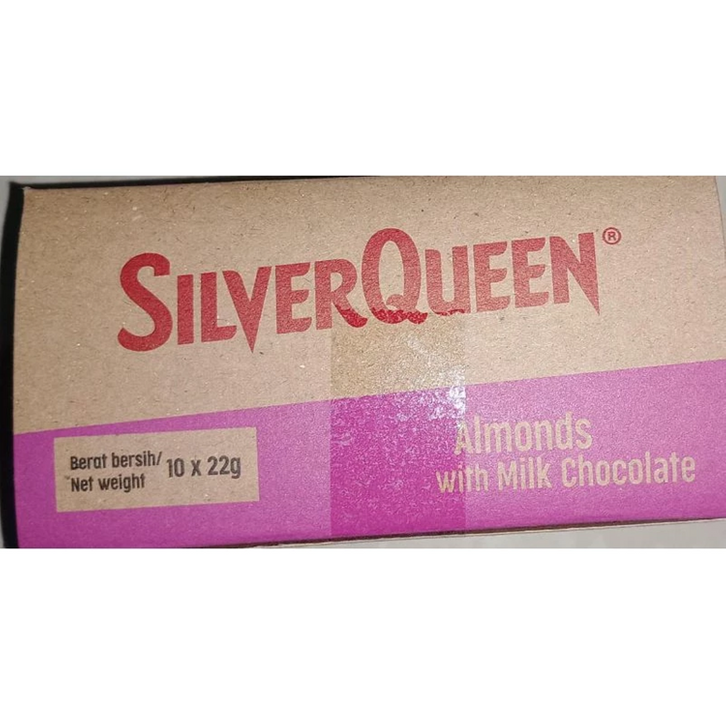 SILVERQUEEN®
Almonds
with Milk Chocolate
Berat bersih/
Net weight
10 x 22g